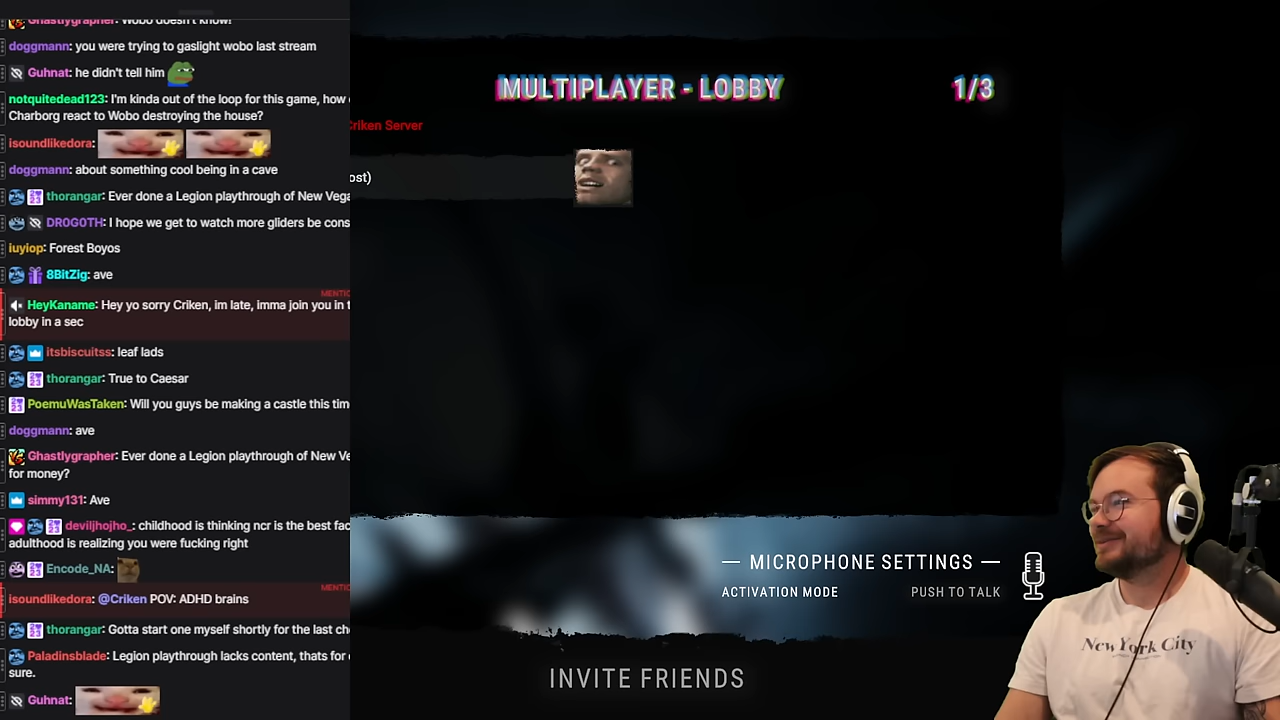 Ghastlygrapher: Wobo doesn't know!
doggmann: you were trying to gaslight wobo last stream
Guhnat: he didn't tell him
notquitedead123: I'm kinda out of the loop for this game, how
Charborg react to Wobo destroying the house?
isoundlikedora:
doggmann: about something cool being in a cave
thorangar: Ever done a Legion playthrough of New Vega
DR0G0TH: I hope we get to watch more gliders be cons
iuyiop: Forest Boyos
8BitZig: ave
MENTIO
HeyKaname: Hey yo sorry Criken, im late, imma join you in t
lobby in a sec
itsbiscuitss: leaf lads
thorangar: True to Caesar
PoemuWasTaken: Will you guys be making a castle this tim
doggmann: ave
Ghastlygrapher: Ever done a Legion playthrough of New Ve
for money?
simmy131: Ave
deviljhojho_: childhood is thinking ncr is the best fac
adulthood is realizing you were fucking right
Encode_NA:
MENTIO
isoundlikedora: @Criken POV: ADHD brains
thorangar: Gotta start one myself shortly for the last ch
Paladinsblade: Legion playthrough lacks content, thats for
sure.
Guhnat:
MULTIPLAYER - LOBBY
1/3
Criken Server
ost)
— MICROPHONE SETTINGS —
ACTIVATION MODE
PUSH TO TALK
INVITE FRIENDS
New York City